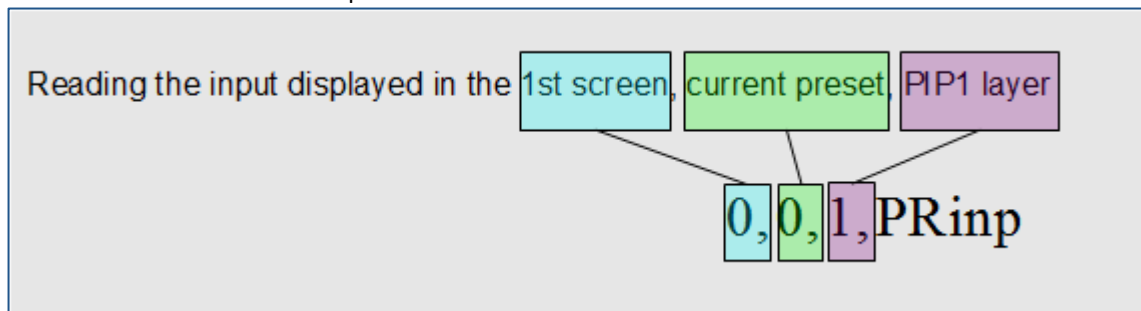 Reading the input displayed in the 1st screen, current preset, PIP1 layer
0,0,1,PRinp